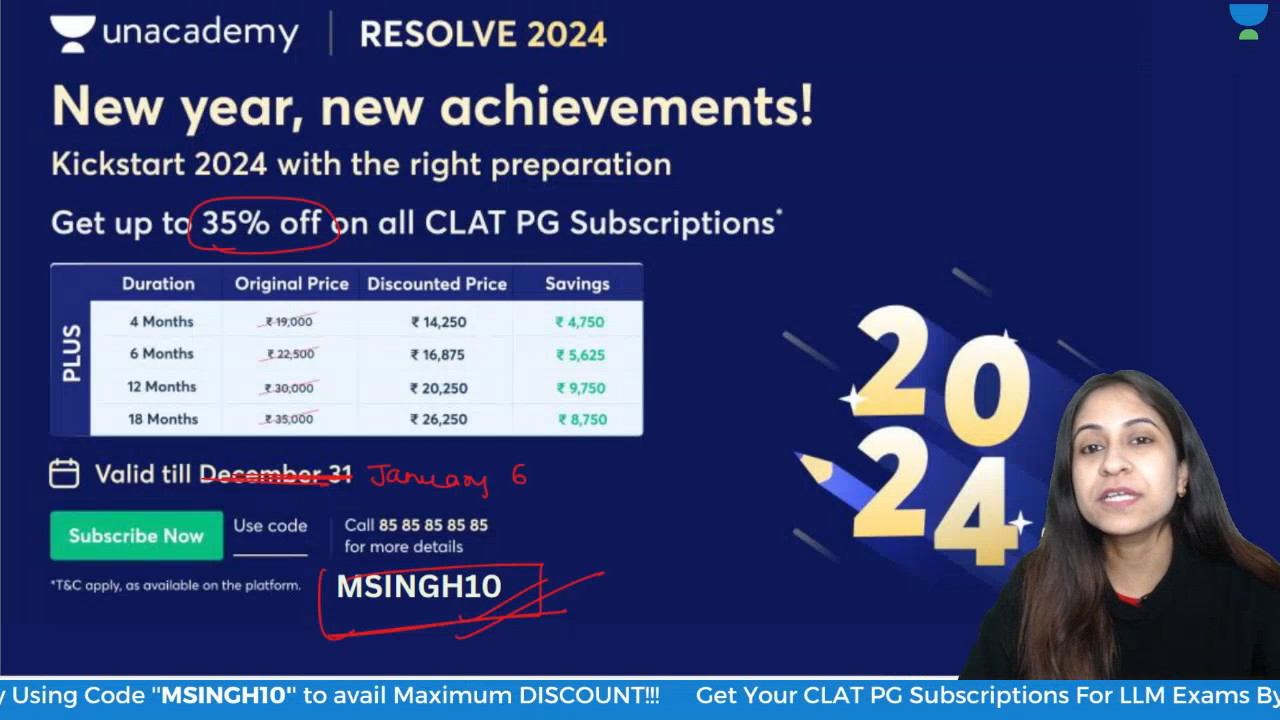 unacademy RESOLVE 2024
New year, new achievements!
Kickstart 2024 with the right preparation
Get up to 35% off on all CLAT PG Subscriptions*
PLUS
Duration Original Price Discounted Price Savings
4 Months ₹ 19,000 ₹ 14,250 ₹ 4,750
6 Months ₹ 22,500 ₹ 16,875 ₹ 5,625
12 Months ₹ 30,000 ₹ 20,250 ₹ 9,750
18 Months ₹ 35,000 ₹ 26,250 ₹ 8,750
Valid till December 31 January 6
Subscribe Now
Use code
Call 85 85 85 85 85
for more details
*T&C apply, as available on the platform.
MSINGH10
20
24
y Using Code "MSINGH10" to avail Maximum DISCOUNT!!! Get Your CLAT PG Subscriptions For LLM Exams By